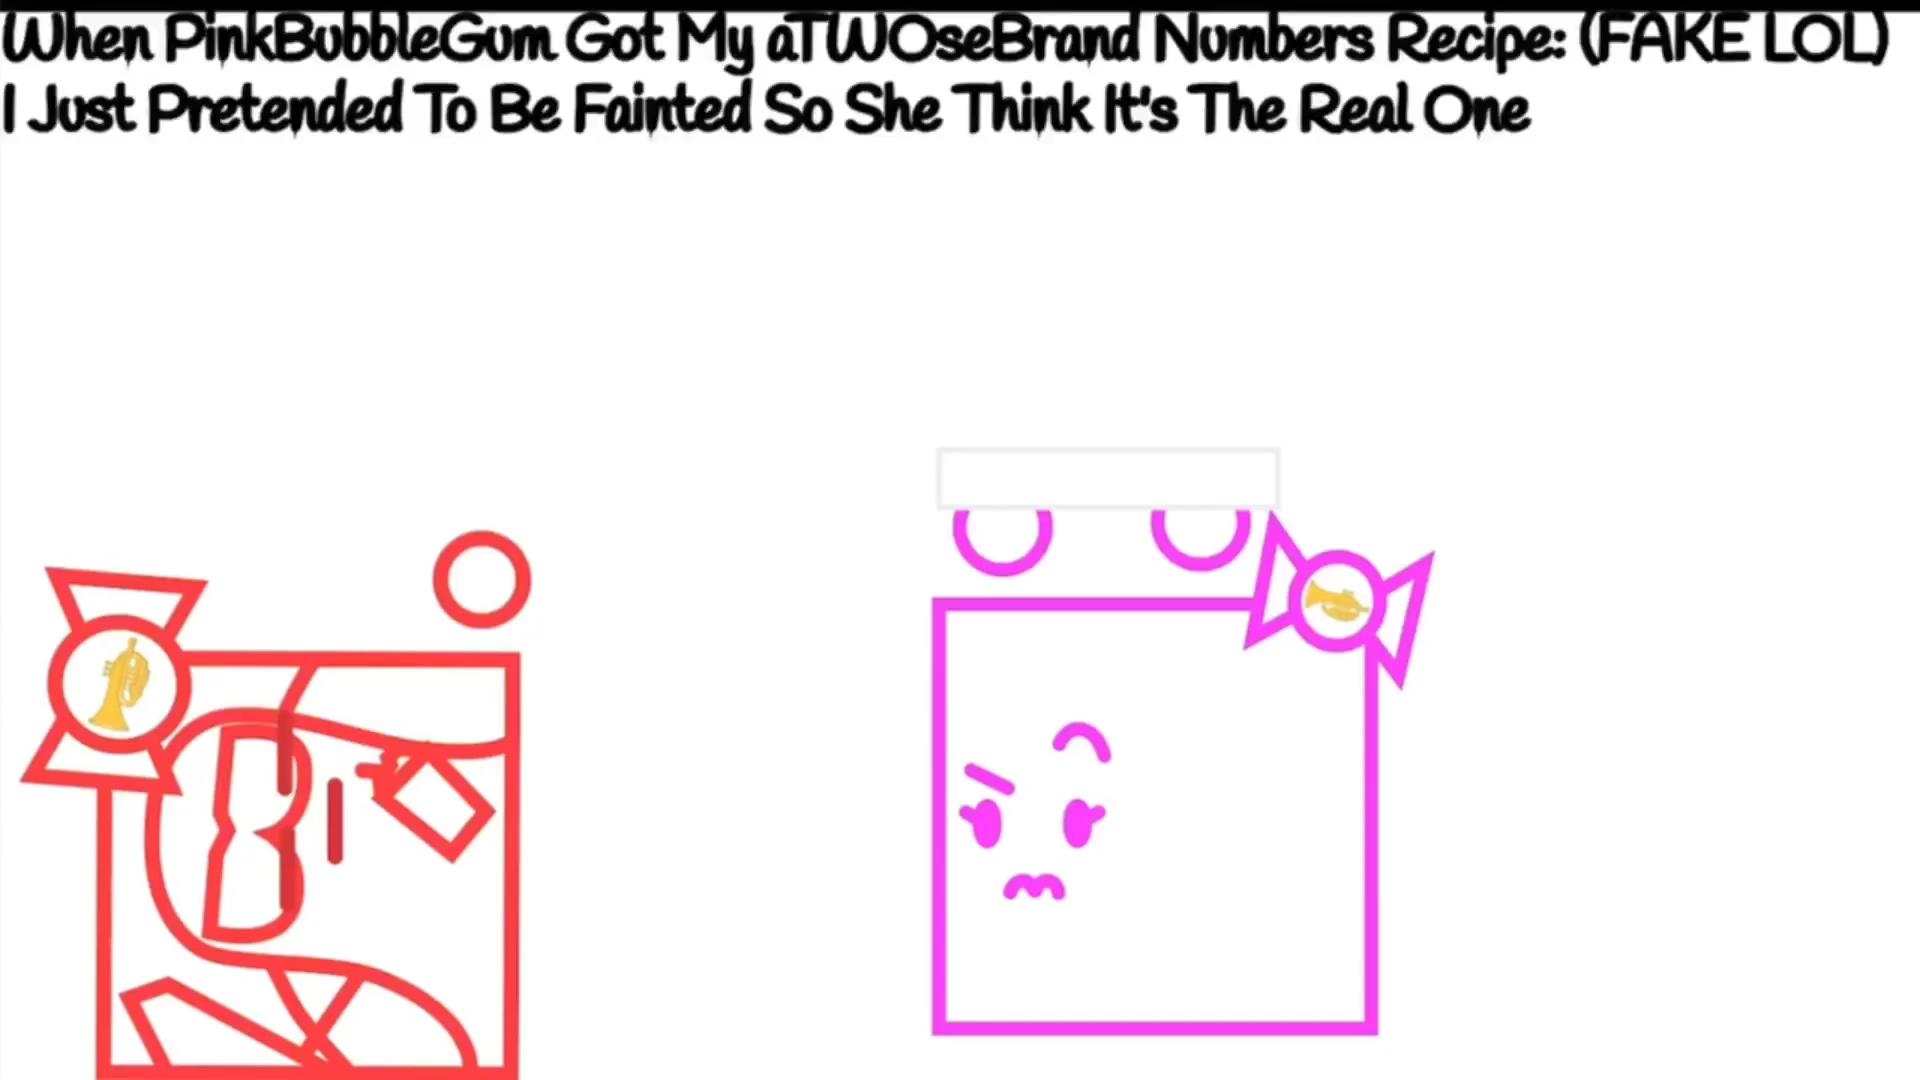 When PinkBubbleGum Got My aTWOseBrand Numbers Recipe: (FAKE LOL)
I Just Pretended To Be Fainted So She Think It's The Real One